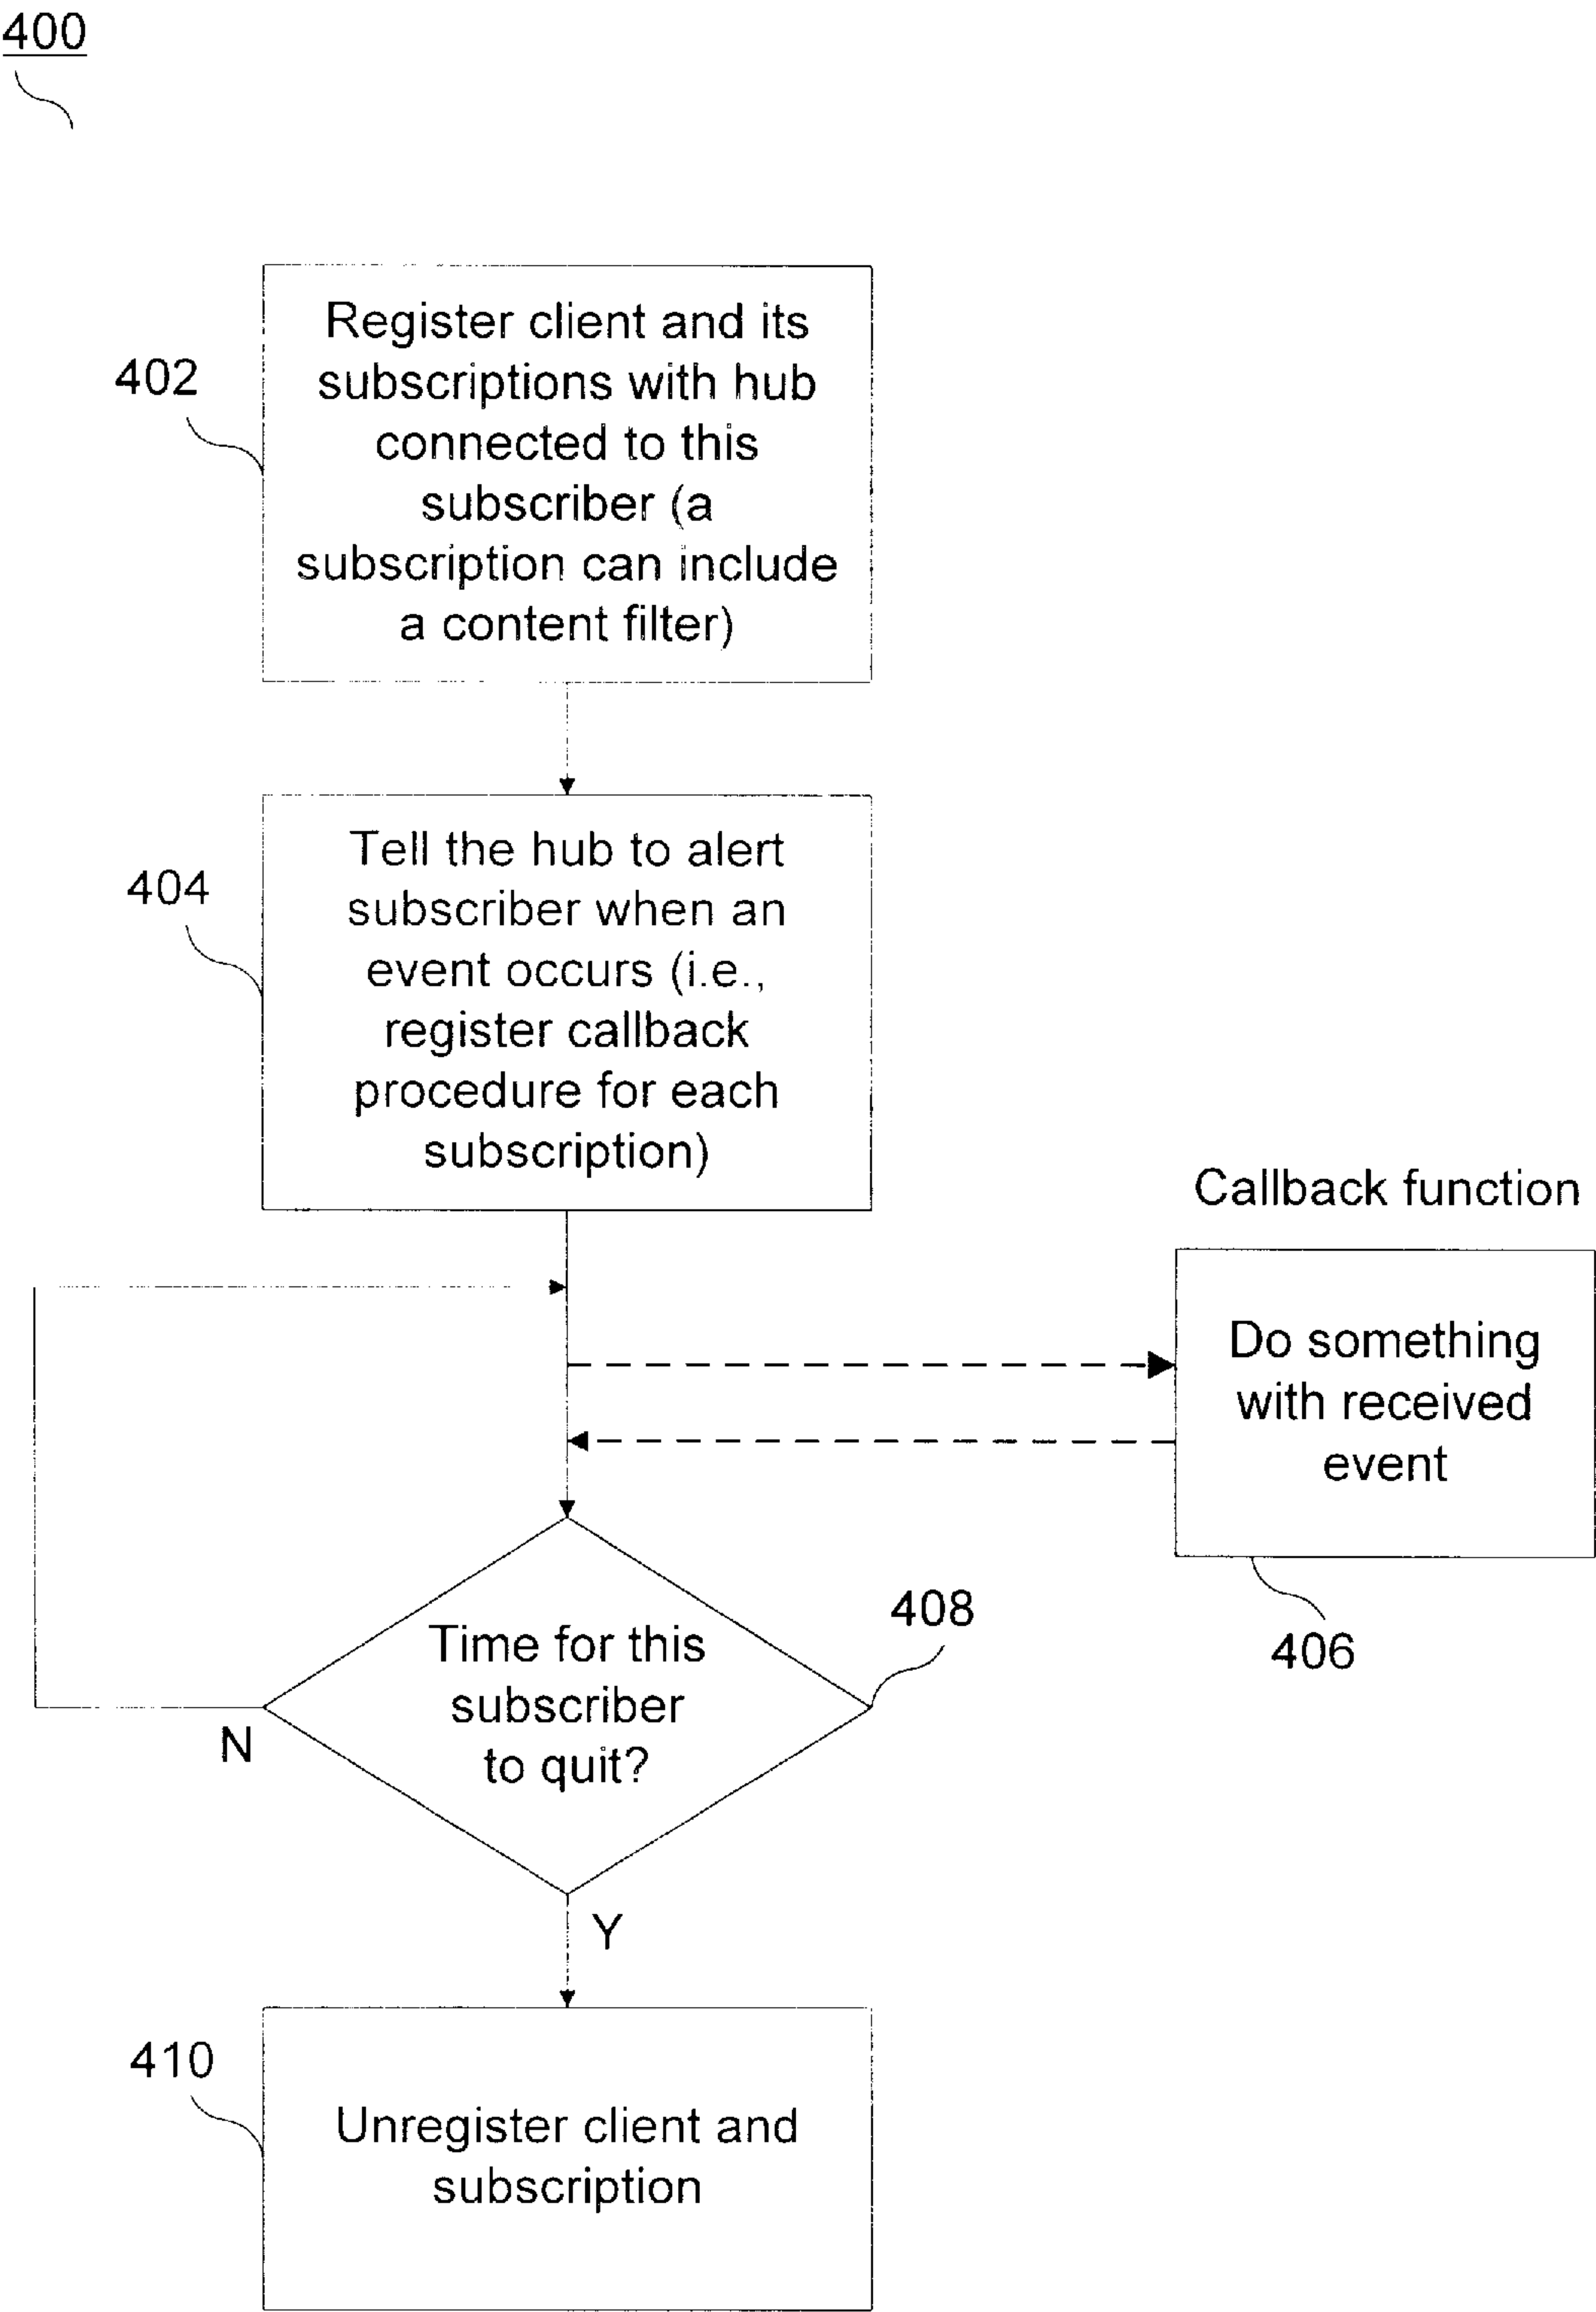 400
402
Register client and its
subscriptions with hub
connected to this
subscriber (a
subscription can include
a content filter)
404
Tell the hub to alert
subscriber when an
event occurs (i.e.,
register callback
procedure for each
subscription)
Callback function
Do something
with received
event
406
408
Time for this
subscriber
to quit?
N
Y
410
Unregister client and
subscription